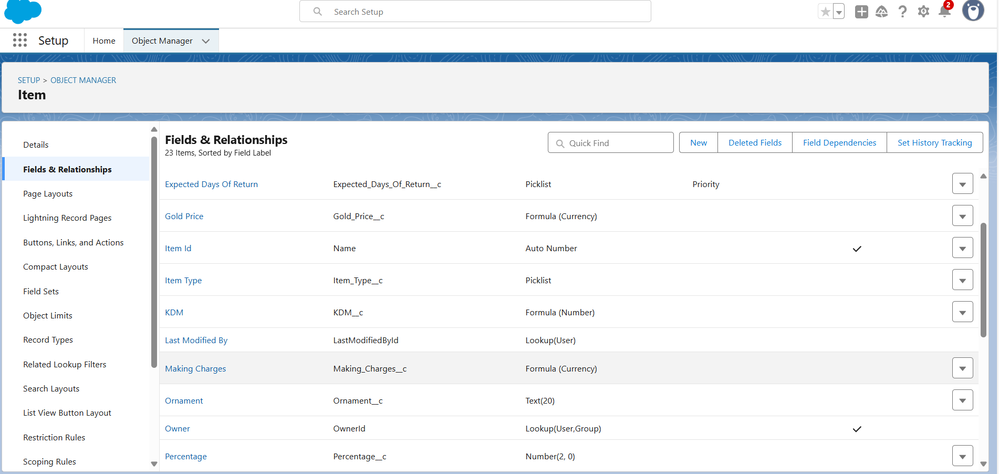 Search Setup
2
Setup
Home
Object Manager
SETUP > OBJECT MANAGER
Item
Details
Fields & Relationships
Page Layouts
Lightning Record Pages
Buttons, Links, and Actions
Compact Layouts
Field Sets
Object Limits
Record Types
Related Lookup Filters
Search Layouts
List View Button Layout
Restriction Rules
Scoping Rules
Fields & Relationships
23 Items, Sorted by Field Label
Quick Find
New
Deleted Fields
Field Dependencies
Set History Tracking
Expected Days Of Return Expected_Days_Of_Return__c Picklist Priority
Gold Price Gold_Price__c Formula (Currency)
Item Id Name Auto Number
Item Type Item_Type__c Picklist
KDM KDM__c Formula (Number)
Last Modified By LastModifiedById Lookup(User)
Making Charges Making_Charges__c Formula (Currency)
Ornament Ornament__c Text(20)
Owner OwnerId Lookup(User,Group)
Percentage Percentage__c Number(2, 0)